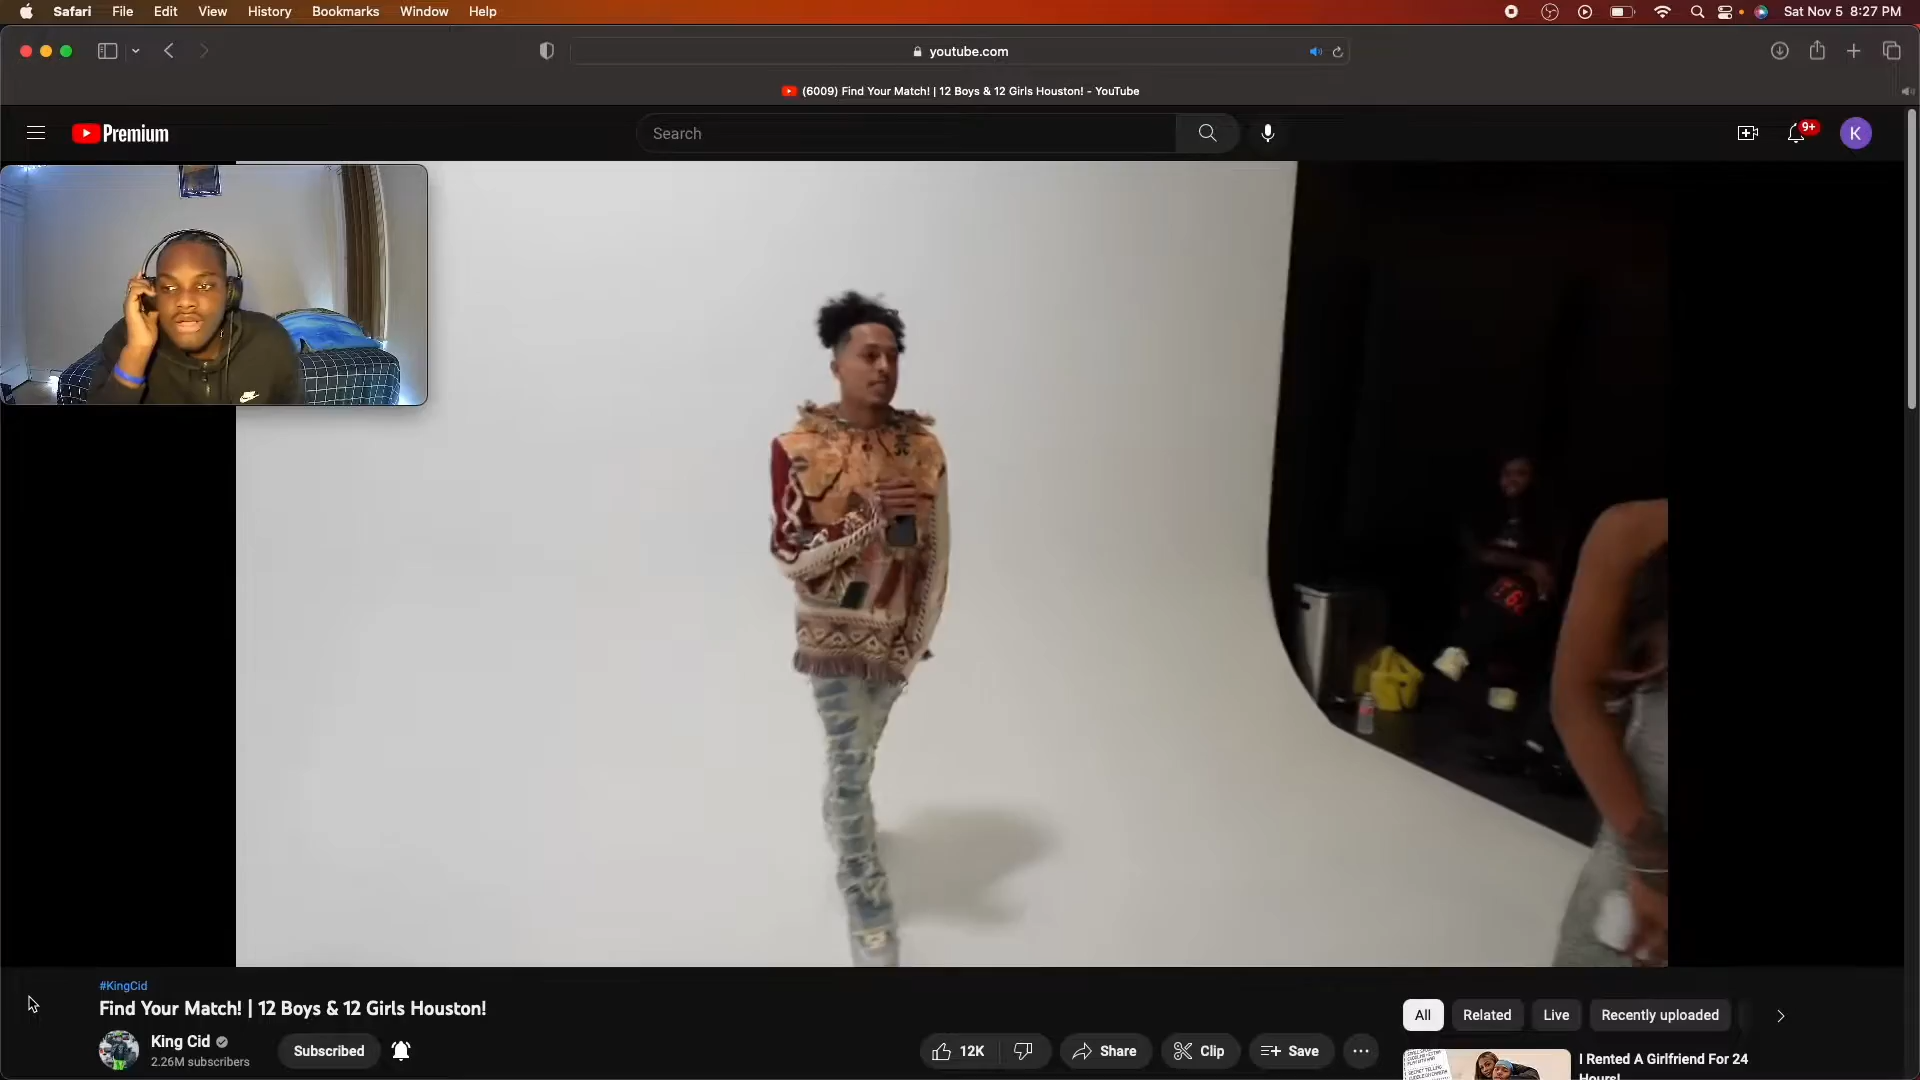 Safari File Edit View History Bookmarks Window Help Sat Nov 5 8:27 PM
youtube.com
(6009) Find Your Match! | 12 Boys & 12 Girls Houston! - YouTube
Premium Search 9+ K
#KingCid
Find Your Match! | 12 Boys & 12 Girls Houston!
King Cid
2.26M subscribers
Subscribed
12K Share Clip Save
All Related Live Recently uploaded
I Rented A Girlfriend For 24
Hours!